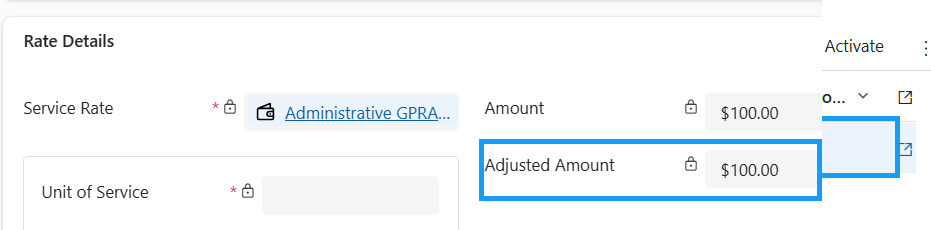 Rate Details
Activate
Service Rate * Administrative GPRA...
Amount $100.00
o...
Adjusted Amount $100.00
Unit of Service *